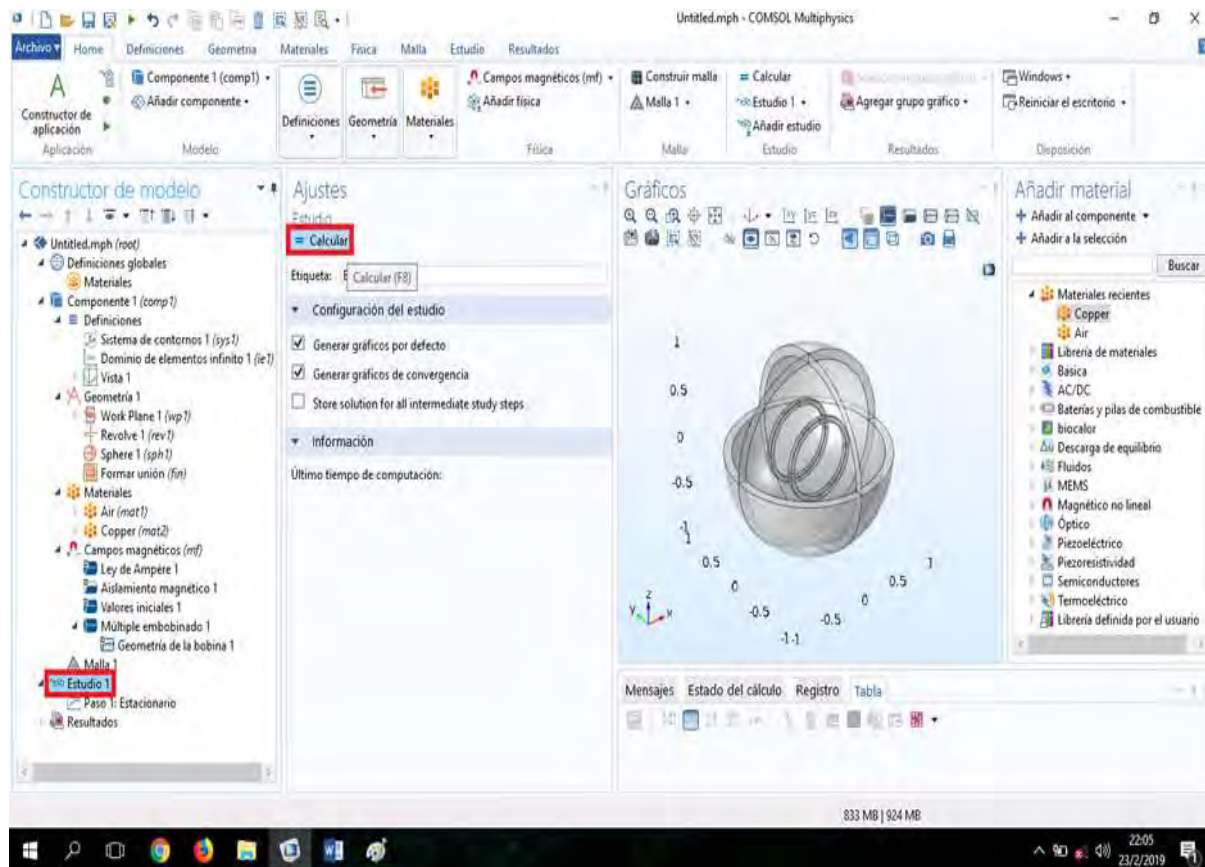 Untitled.mph - COMSOL Multiphysics
Archivo Home Definiciones Geometría Materiales Física Malla Estudio Resultados
A
Constructor de aplicación
Aplicación
Componente 1 (comp1)
Añadir componente
Modelo
Definiciones
Geometría
Materiales
Campos magnéticos (mf)
Añadir física
Física
Construir malla
Malla 1
Malla
= Calcular
Estudio 1
Añadir estudio
Estudio
Agregar grupo gráfico
Resultados
Windows
Reiniciar el escritorio
Disposición
Constructor de modelo
Untitled.mph (root)
Definiciones globales
Materiales
Componente 1 (comp1)
Definiciones
Sistema de contornos 1 (sys1)
Dominio de elementos infinito 1 (ie1)
Vista 1
Geometría 1
Work Plane 1 (wp1)
Revolve 1 (rev1)
Sphere 1 (sph1)
Formar unión (fin)
Materiales
Air (mat1)
Copper (mat2)
Campos magnéticos (mf)
Ley de Ampère 1
Aislamiento magnético 1
Valores iniciales 1
Múltiple embobinado 1
Geometría de la bobina 1
Malla 1
Estudio 1
Paso 1: Estacionario
Resultados
Ajustes
Estudio
= Calcular
Etiqueta: E
Calcular (F8)
Configuración del estudio
Generar gráficos por defecto
Generar gráficos de convergencia
Store solution for all intermediate study steps
Información
Último tiempo de computación:
Gráficos
1
0.5
0
-0.5
-1
1
0.5
0
-0.5
-1
-1
-0.5
0
0.5
1
z
y
x
Mensajes Estado del cálculo Registro Tabla
Añadir material
+ Añadir al componente
+ Añadir a la selección
Buscar
Materiales recientes
Copper
Air
Librería de materiales
Básica
AC/DC
Baterías y pilas de combustible
biocalor
Descarga de equilibrio
Fluidos
MEMS
Magnético no lineal
Óptico
Piezoeléctrico
Piezoresistividad
Semiconductores
Termoeléctrico
Librería definida por el usuario
833 MB | 924 MB
22:05
23/2/2019